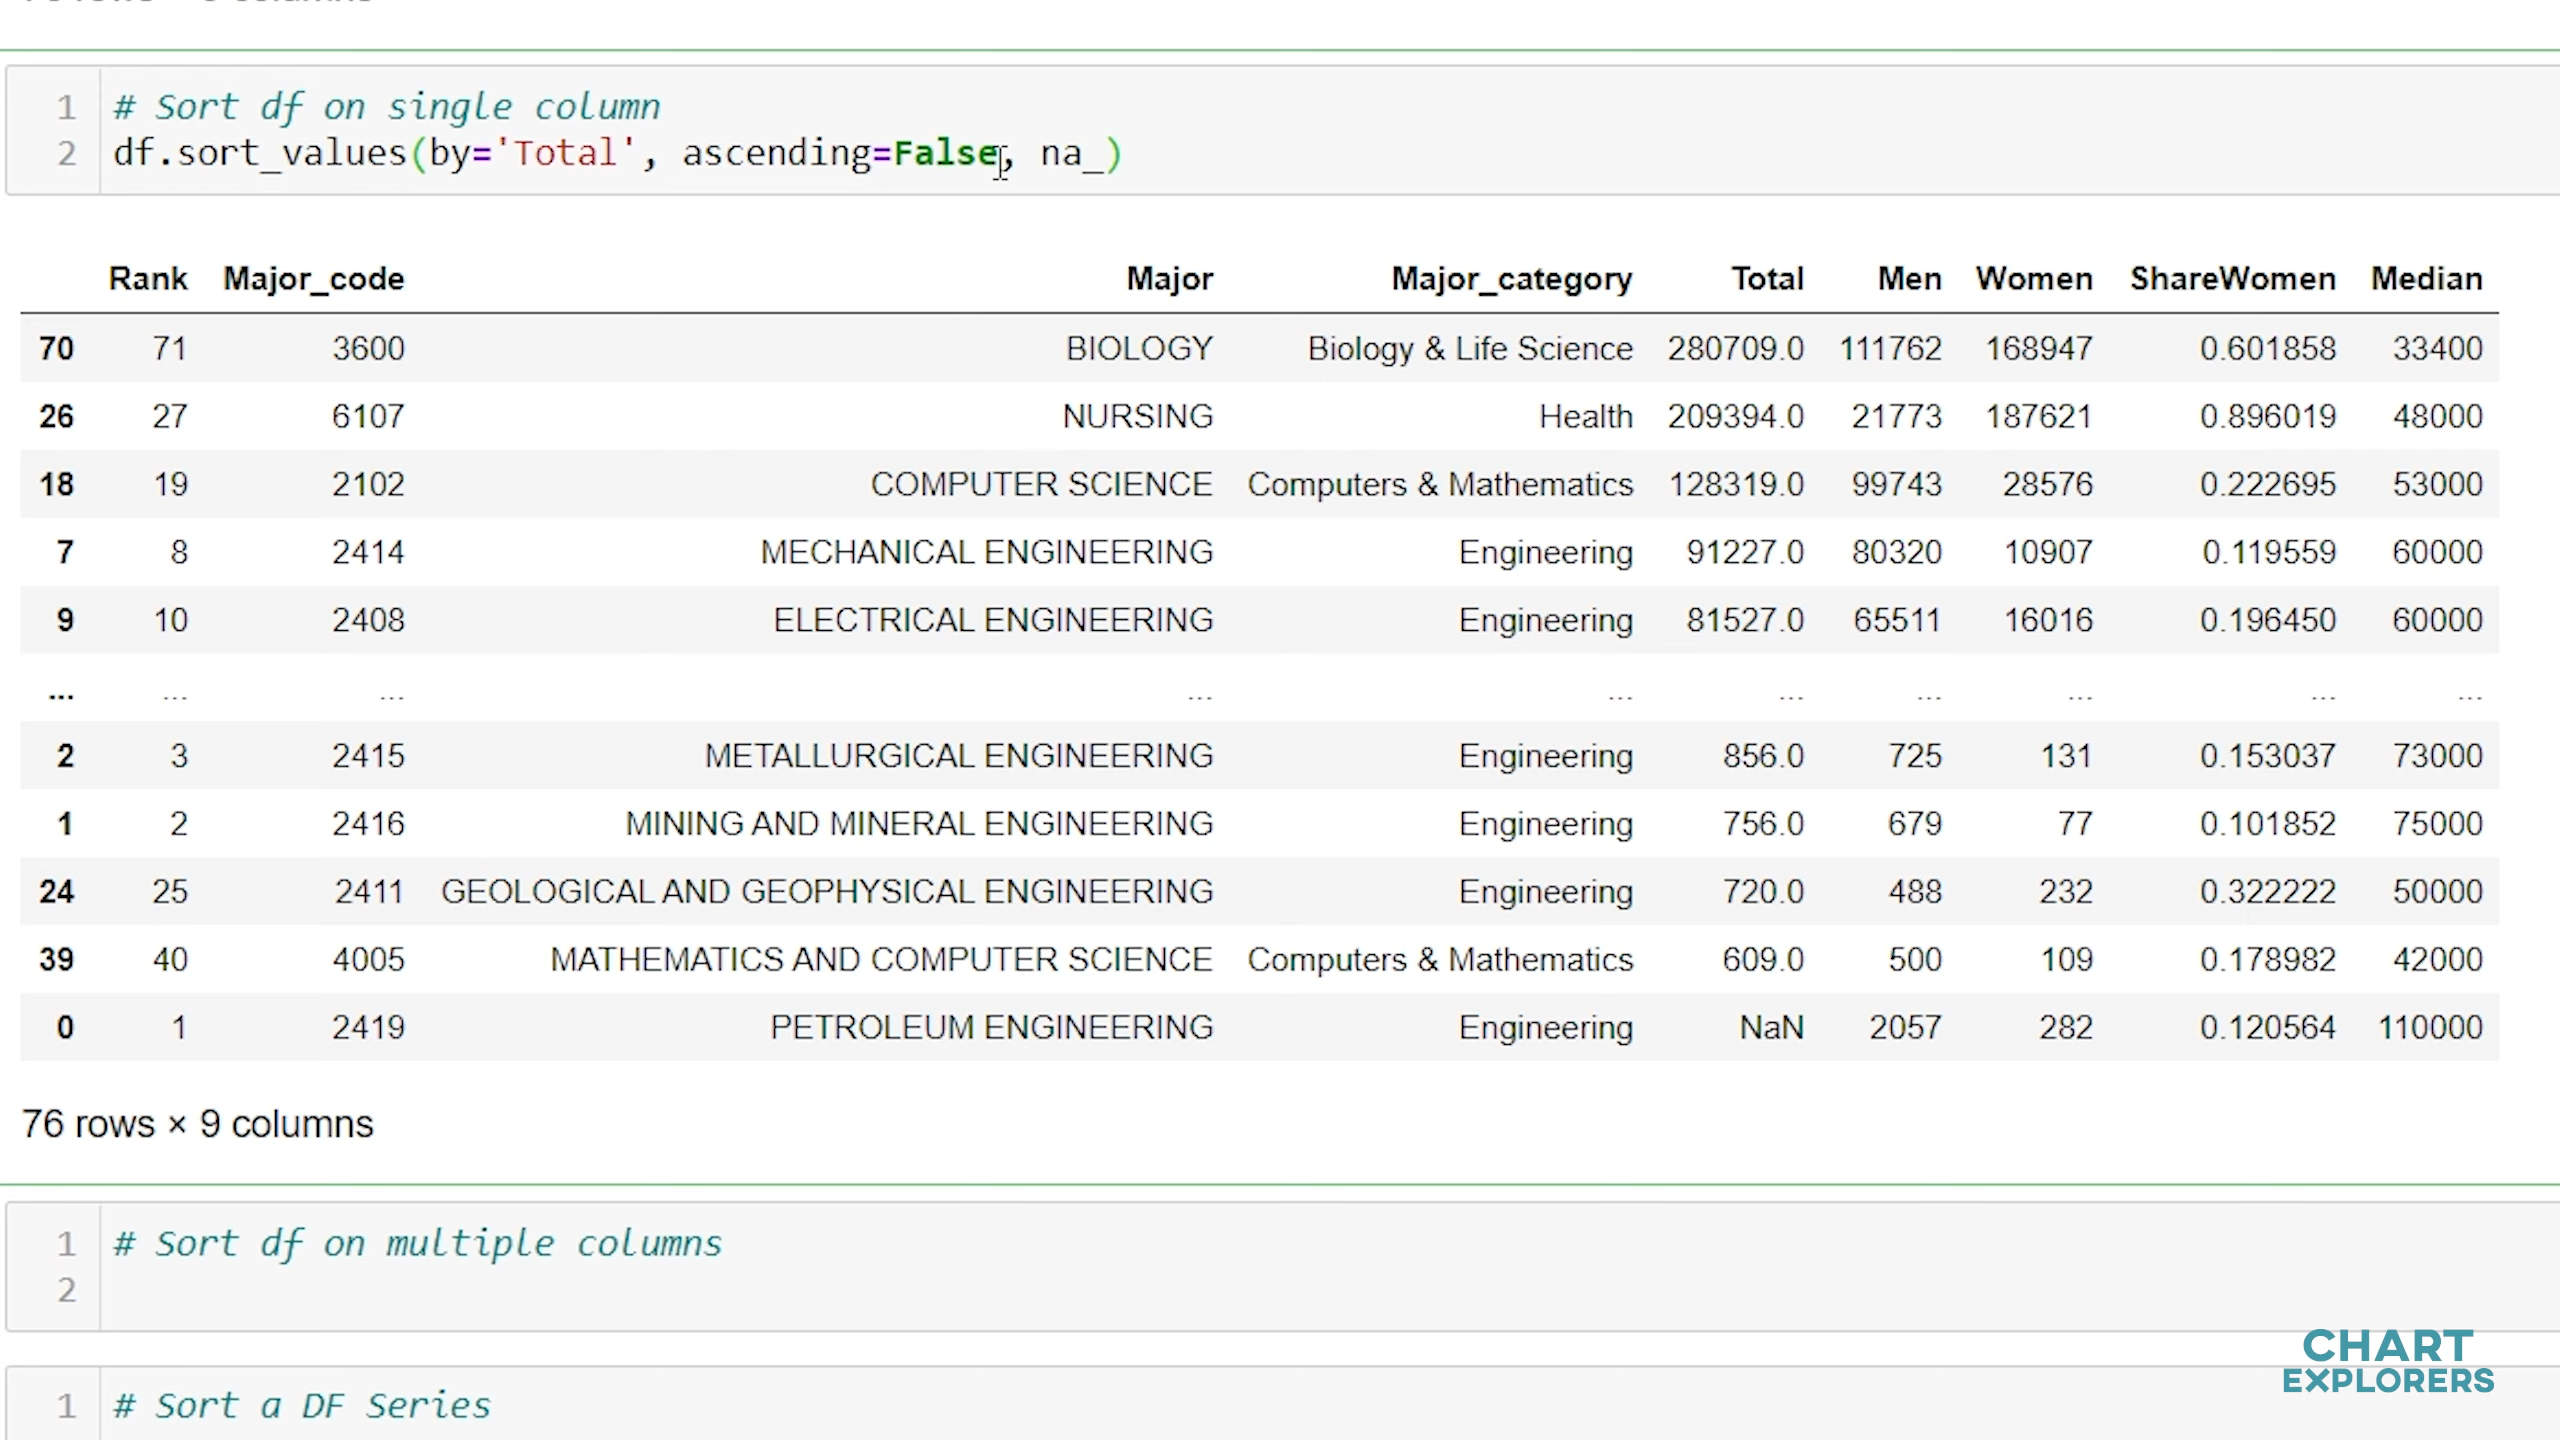 1 # Sort df on single column
2 df.sort_values(by='Total', ascending=False, na_)
Rank Major_code Major Major_category Total Men Women ShareWomen Median
70 71 3600 BIOLOGY Biology & Life Science 280709.0 111762 168947 0.601858 33400
26 27 6107 NURSING Health 209394.0 21773 187621 0.896019 48000
18 19 2102 COMPUTER SCIENCE Computers & Mathematics 128319.0 99743 28576 0.222695 53000
7 8 2414 MECHANICAL ENGINEERING Engineering 91227.0 80320 10907 0.119559 60000
9 10 2408 ELECTRICAL ENGINEERING Engineering 81527.0 65511 16016 0.196450 60000
... ... ... ... ... ... ... ... ... ...
2 3 2415 METALLURGICAL ENGINEERING Engineering 856.0 725 131 0.153037 73000
1 2 2416 MINING AND MINERAL ENGINEERING Engineering 756.0 679 77 0.101852 75000
24 25 2411 GEOLOGICAL AND GEOPHYSICAL ENGINEERING Engineering 720.0 488 232 0.322222 50000
39 40 4005 MATHEMATICS AND COMPUTER SCIENCE Computers & Mathematics 609.0 500 109 0.178982 42000
0 1 2419 PETROLEUM ENGINEERING Engineering NaN 2057 282 0.120564 110000
76 rows × 9 columns
1 # Sort df on multiple columns
2
1 # Sort a DF Series
CHART
EXPLORERS